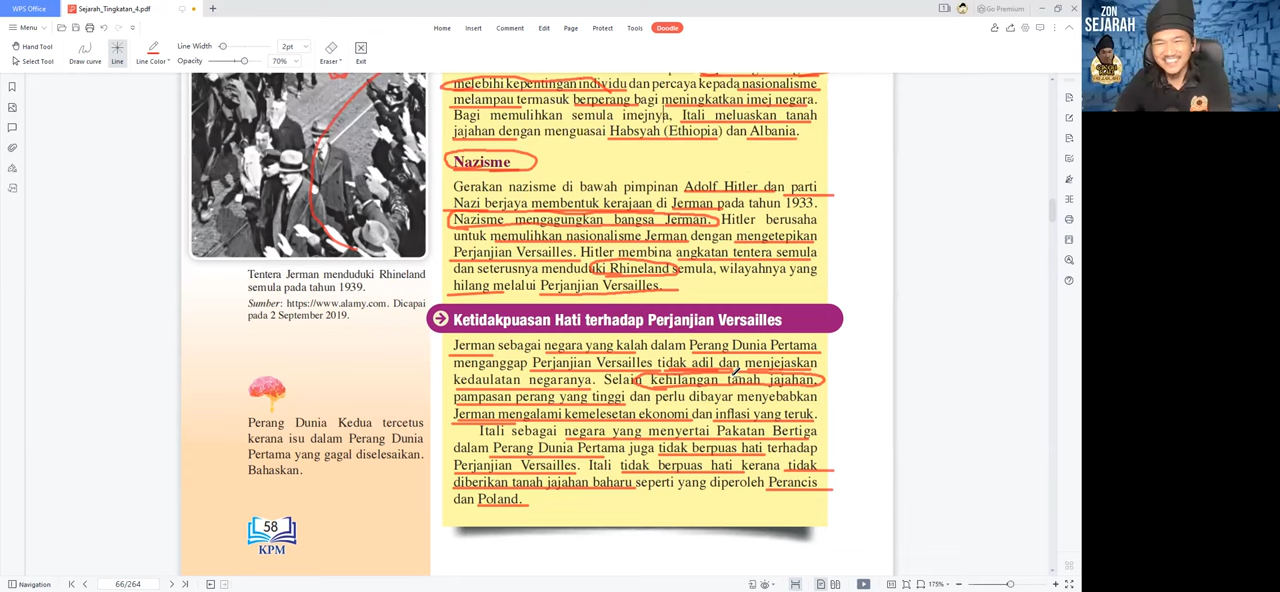 WPS Office
Sejarah_Tingkatan_4.pdf
Go Premium
Menu
Home
Insert
Comment
Edit
Page
Protect
Tools
Doodle
Hand Tool
Select Tool
Draw curve
Line
Line Color
Line Width
2pt
Opacity
70%
Eraser
Exit
ZON
SEJARAH
melebihi kepentingan individu dan percaya kepada nasionalisme
melampau termasuk berperang bagi meningkatkan imej negara.
Bagi memulihkan semula imejnya, Itali meluaskan tanah
jajahan dengan menguasai Habsyah (Ethiopia) dan Albania.
Nazisme
Gerakan nazisme di bawah pimpinan Adolf Hitler dan parti
Nazi berjaya membentuk kerajaan di Jerman pada tahun 1933.
Nazisme mengagungkan bangsa Jerman. Hitler berusaha
untuk memulihkan nasionalisme Jerman dengan mengetepikan
Perjanjian Versailles. Hitler membina angkatan tentera semula
dan seterusnya menduduki Rhineland semula, wilayahnya yang
hilang melalui Perjanjian Versailles.
Tentera Jerman menduduki Rhineland
semula pada tahun 1939.
Sumber: https://www.alamy.com. Dicapai
pada 2 September 2019.
Ketidakpuasan Hati terhadap Perjanjian Versailles
Jerman sebagai negara yang kalah dalam Perang Dunia Pertama
menganggap Perjanjian Versailles tidak adil dan menjejaskan
kedaulatan negaranya. Selain kehilangan tanah jajahan,
pampasan perang yang tinggi dan perlu dibayar menyebabkan
Jerman mengalami kemelesetan ekonomi dan inflasi yang teruk.
Itali sebagai negara yang menyertai Pakatan Bertiga
dalam Perang Dunia Pertama juga tidak berpuas hati terhadap
Perjanjian Versailles. Itali tidak berpuas hati kerana tidak
diberikan tanah jajahan baharu seperti yang diperoleh Perancis
dan Poland.
Perang Dunia Kedua tercetus
kerana isu dalam Perang Dunia
Pertama yang gagal diselesaikan.
Bahaskan.
58
KPM
Navigation
66/264
175%